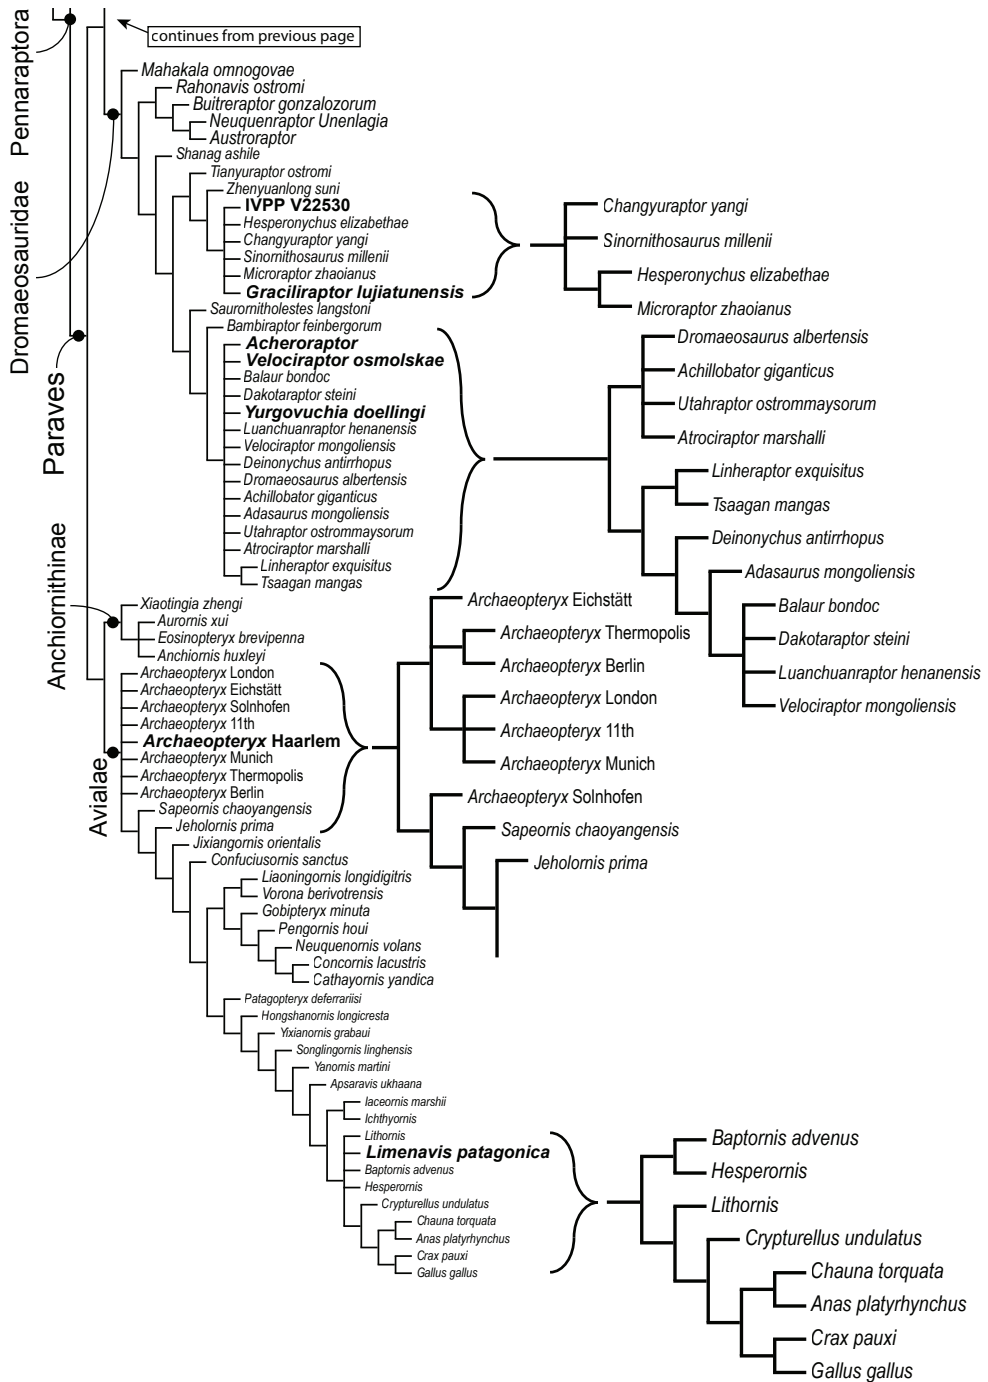 Pennaraptora
continues from previous page
Dromaeosauridae
Paraves
Anchiornithinae
Avialae
Mahakala omnogovae
Rahonavis ostromi
Buitreraptor gonzalozorum
Neuquenraptor Unenlagia
Austroraptor
Shanag ashile
Tianyuraptor ostromi
Zhenyuanlong suni
IVPP V22530
Hesperonychus elizabethae
Changyuraptor yangi
Sinornithosaurus millenii
Microraptor zhaoianus
Graciliraptor lujiatunensis
Saurornitholestes langstoni
Bambiraptor feinbergorum
Acheroraptor
Velociraptor osmolskae
Balaur bondoc
Dakotaraptor steini
Yurgovuchia doellingi
Luanchuanraptor henanensis
Velociraptor mongoliensis
Deinonychus antirrhopus
Dromaeosaurus albertensis
Achillobator giganticus
Adasaurus mongoliensis
Utahraptor ostrommaysorum
Atrociraptor marshalli
Linheraptor exquisitus
Tsaagan mangas
Xiaotingia zhengi
Aurornis xui
Eosinopteryx brevipenna
Anchiornis huxleyi
Archaeopteryx London
Archaeopteryx Eichstätt
Archaeopteryx Solnhofen
Archaeopteryx 11th
Archaeopteryx Haarlem
Archaeopteryx Munich
Archaeopteryx Thermopolis
Archaeopteryx Berlin
Sapeornis chaoyangensis
Jeholornis prima
Jixiangornis orientalis
Confuciusornis sanctus
Liaoningornis longidigitris
Vorona berivotrensis
Gobipteryx minuta
Pengornis houi
Neuquenornis volans
Concornis lacustris
Cathayornis yandica
Patagopteryx deferrariisi
Hongshanornis longicresta
Yixianornis grabaui
Songlingornis linghensis
Yanornis martini
Apsaravis ukhaana
Iaceornis marshii
Ichthyornis
Lithornis
Limenavis patagonica
Baptornis advenus
Hesperornis
Crypturellus undulatus
Chauna torquata
Anas platyrhynchus
Crax pauxi
Gallus gallus
Changyuraptor yangi
Sinornithosaurus millenii
Hesperonychus elizabethae
Microraptor zhaoianus
Dromaeosaurus albertensis
Achillobator giganticus
Utahraptor ostrommaysorum
Atrociraptor marshalli
Linheraptor exquisitus
Tsaagan mangas
Deinonychus antirrhopus
Adasaurus mongoliensis
Balaur bondoc
Dakotaraptor steini
Luanchuanraptor henanensis
Velociraptor mongoliensis
Archaeopteryx Eichstätt
Archaeopteryx Thermopolis
Archaeopteryx Berlin
Archaeopteryx London
Archaeopteryx 11th
Archaeopteryx Munich
Archaeopteryx Solnhofen
Sapeornis chaoyangensis
Jeholornis prima
Baptornis advenus
Hesperornis
Lithornis
Crypturellus undulatus
Chauna torquata
Anas platyrhynchus
Crax pauxi
Gallus gallus